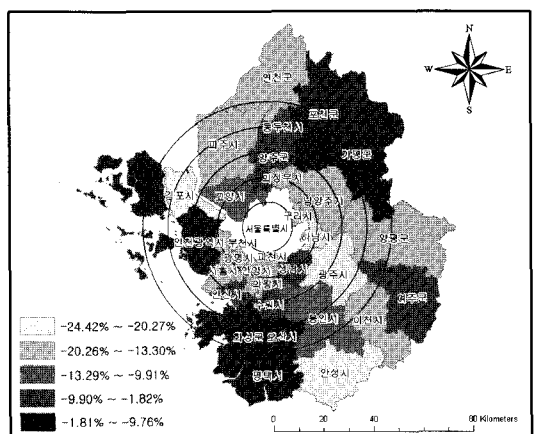 N
W E
S
연천군
포천군
동두천시
파주시
양주군
가평군
의정부시
김포시
고양시
남양주시
구리시
서울특별시
인천광역시
부천시
하남시
양평군
광명시
과천시
시흥시
안양시
성남시
광주시
의왕시
안산시
수원시
여주군
용인시
이천시
화성군
오산시
평택시
안성시
-24.42% ~ -20.27%
-20.26% ~ -13.30%
-13.29% ~ -9.91%
-9.90% ~ -1.82%
-1.81% ~ -9.76%
0 20 40 80 Kilometers